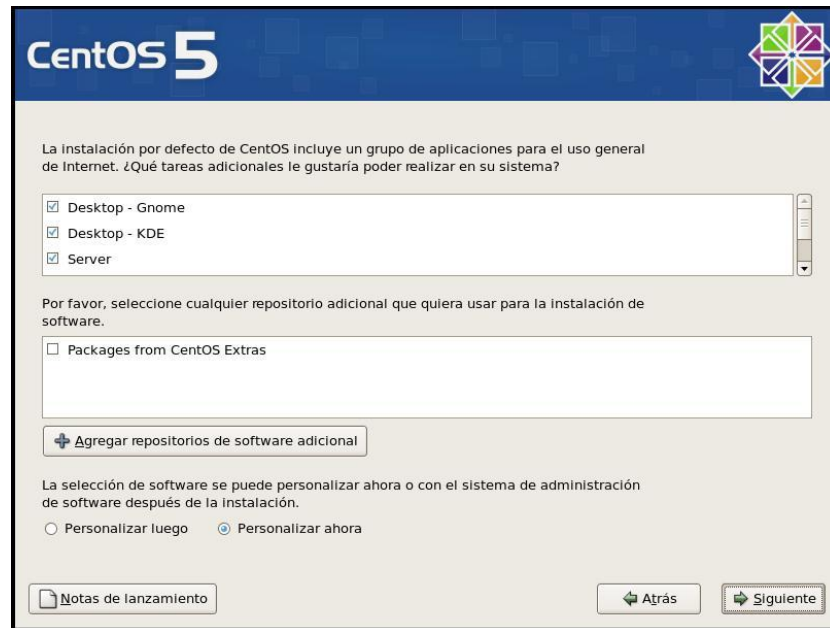 CentOS 5
La instalación por defecto de CentOS incluye un grupo de aplicaciones para el uso general
de Internet. ¿Qué tareas adicionales le gustaría poder realizar en su sistema?
Desktop - Gnome
Desktop - KDE
Server
Por favor, seleccione cualquier repositorio adicional que quiera usar para la instalación de
software.
Packages from CentOS Extras
Agregar repositorios de software adicional
La selección de software se puede personalizar ahora o con el sistema de administración
de software después de la instalación.
Personalizar luego Personalizar ahora
Notas de lanzamiento Atrás Siguiente